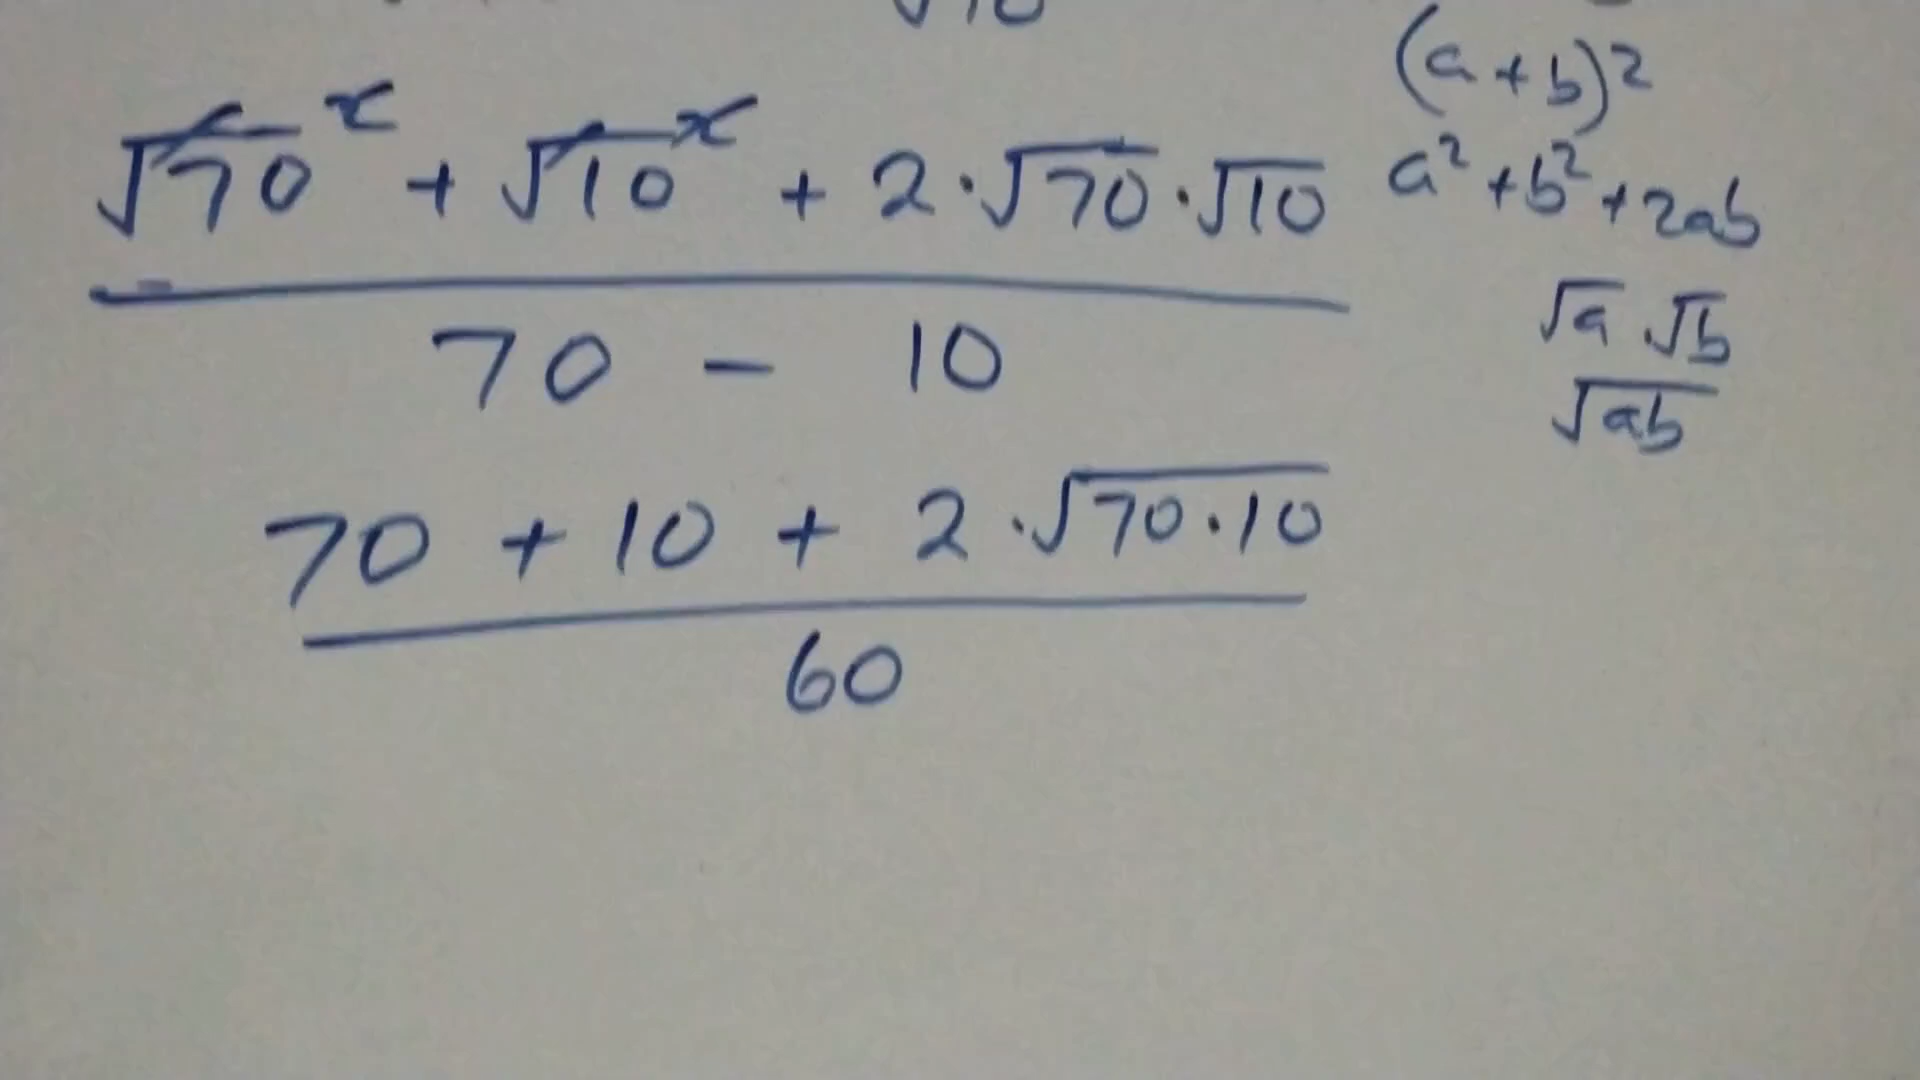 √70² + √10² + 2·√70·√10
70 - 10
70 + 10 + 2·√70·10
60
(a + b)²
a² + b² + 2ab
√a √b
√ab